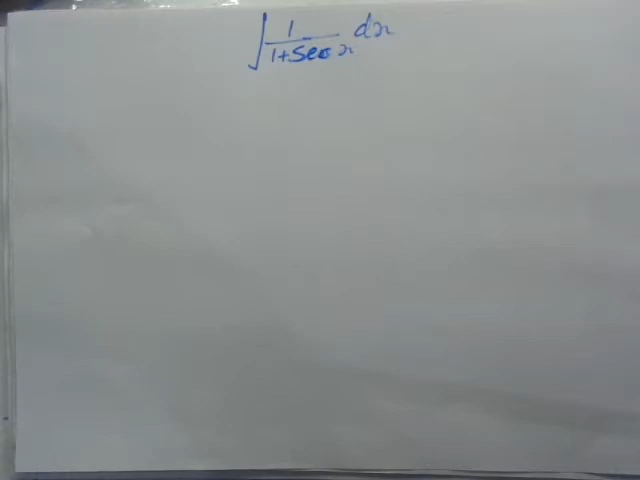 ∫ 1/(1+sec x) dx